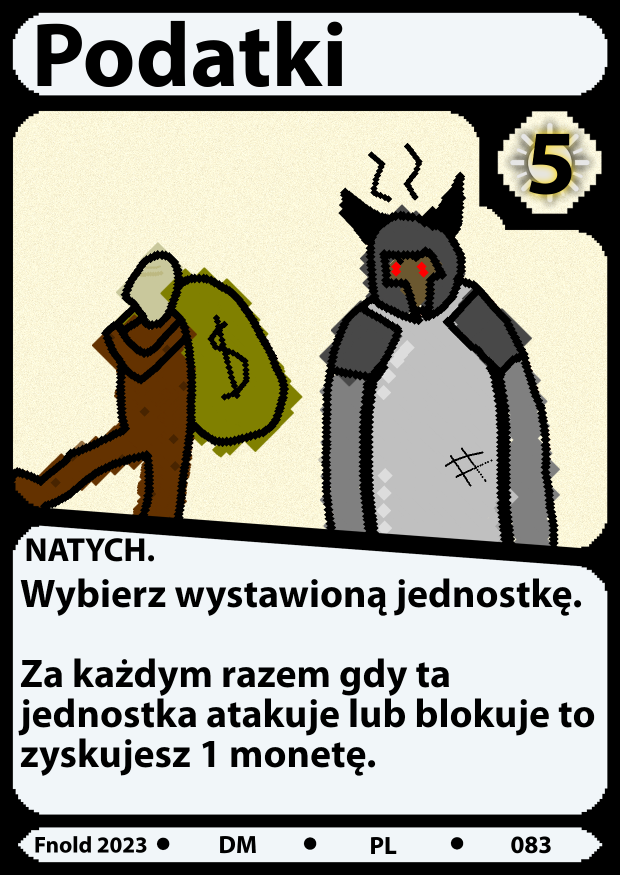 Podatki
5
$
NATYCH.
Wybierz wystawioną jednostkę.
Za każdym razem gdy ta
jednostka atakuje lub blokuje to
zyskujesz 1 monetę.
Fnold 2023 • DM • PL • 083